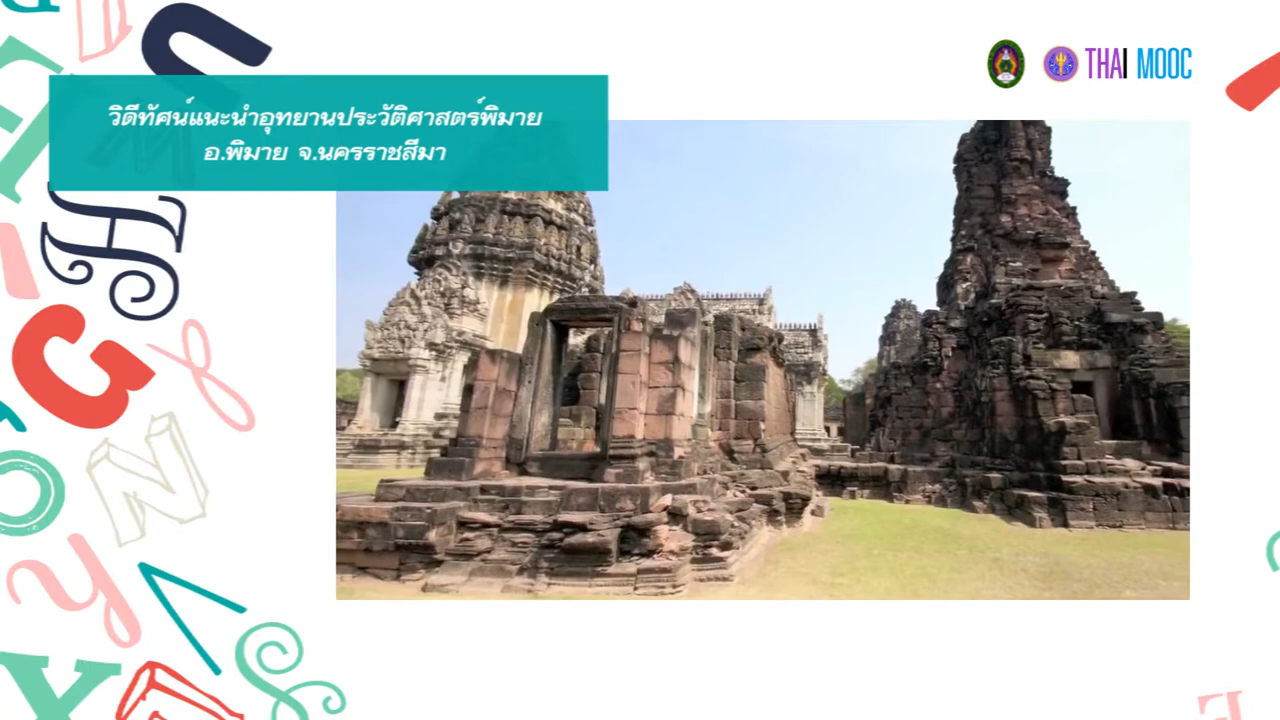 วิดีทัศน์แนะนำอุทยานประวัติศาสตร์พิมาย
อ.พิมาย จ.นครราชสีมา
THAI MOOC